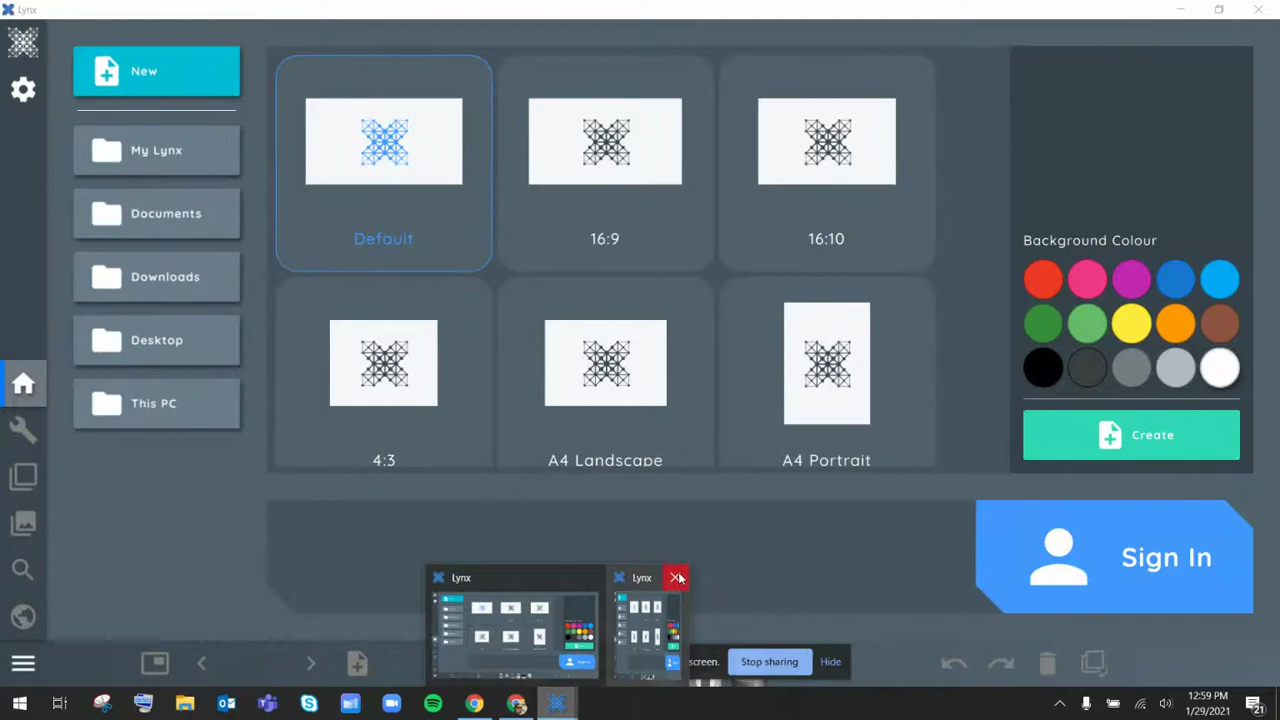 Lynx
New
My Lynx
Documents
Downloads
Desktop
This PC
Default
16:9
16:10
4:3
A4 Landscape
A4 Portrait
Background Colour
Create
Sign In
Lynx
Lynx
screen.
Stop sharing
Hide
12:59 PM
1/29/2021
21